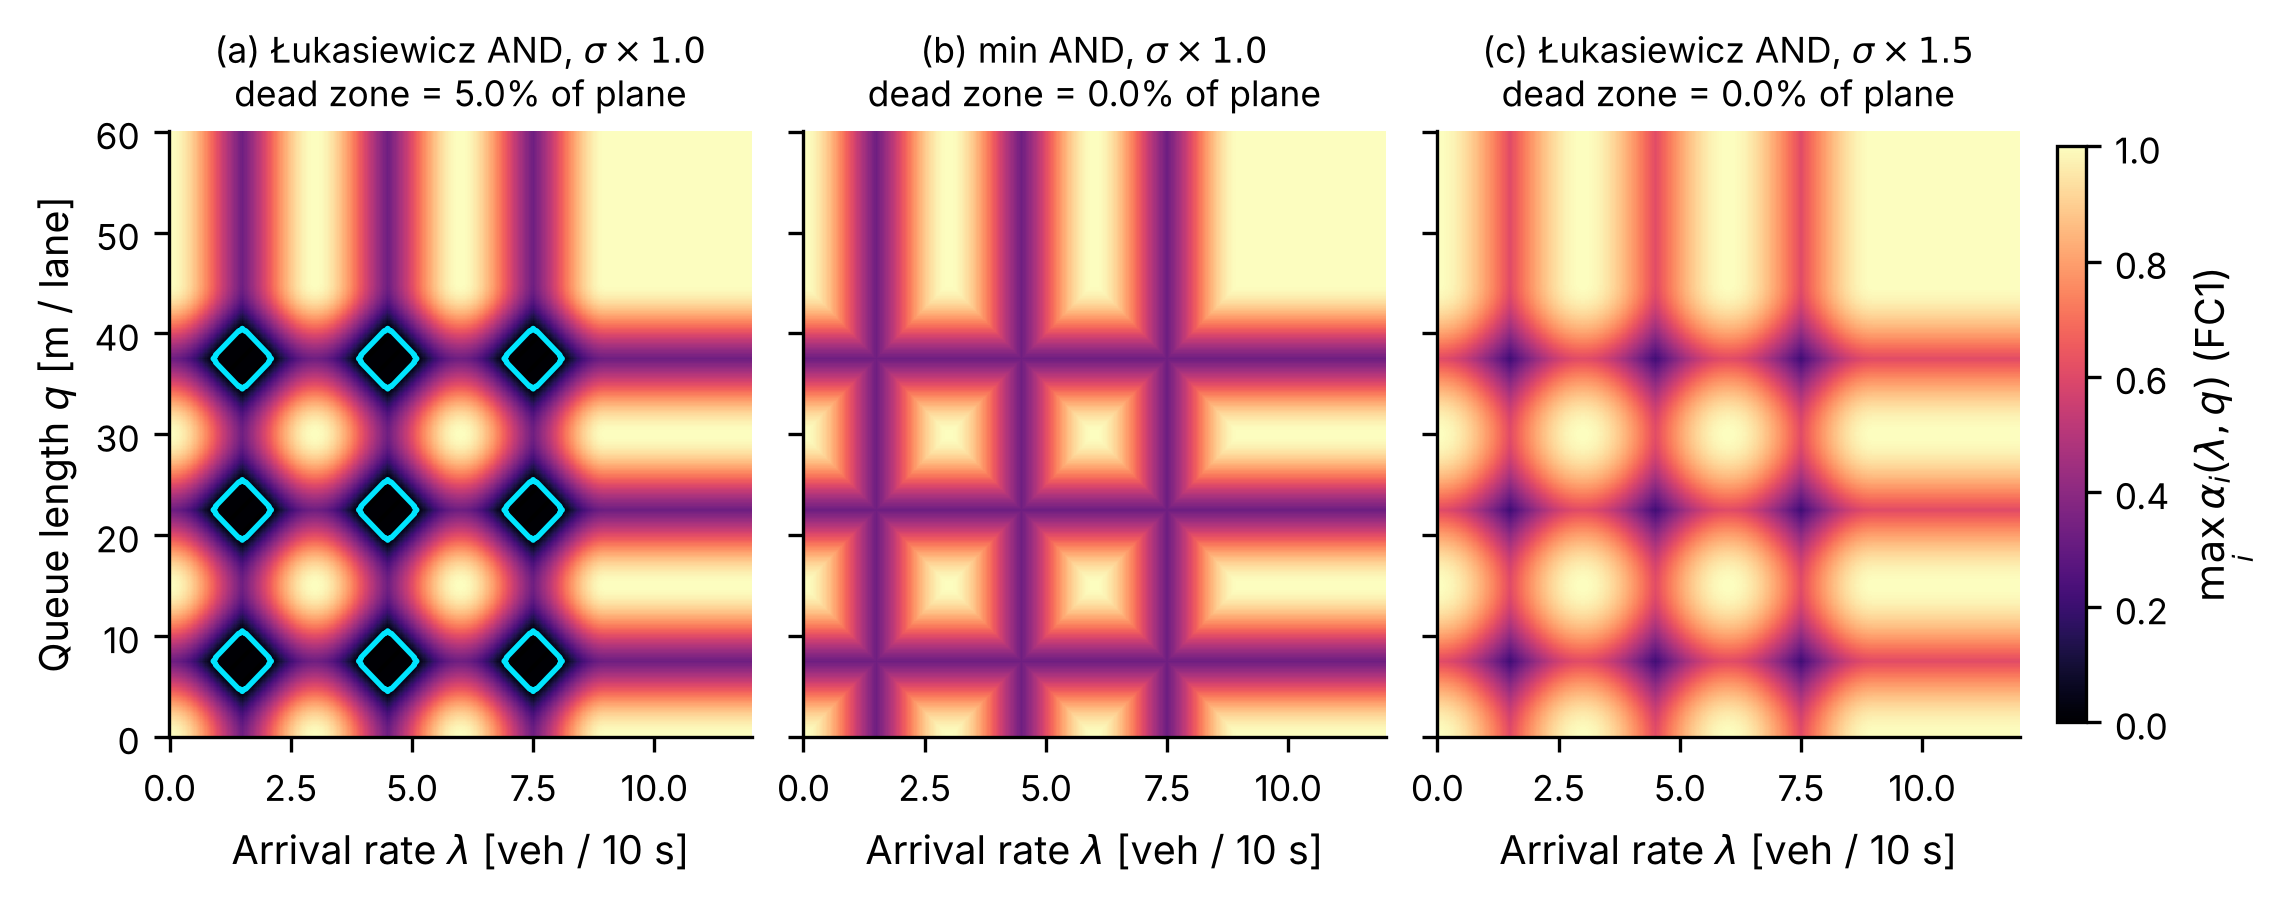 (a) Łukasiewicz AND, σ × 1.0
dead zone = 5.0% of plane
(b) min AND, σ × 1.0
dead zone = 0.0% of plane
(c) Łukasiewicz AND, σ × 1.5
dead zone = 0.0% of plane
Queue length q [m / lane]
60
50
40
30
20
10
0
0.0 2.5 5.0 7.5 10.0
Arrival rate λ [veh / 10 s]
0.0 2.5 5.0 7.5 10.0
Arrival rate λ [veh / 10 s]
0.0 2.5 5.0 7.5 10.0
Arrival rate λ [veh / 10 s]
1.0
0.8
0.6
0.4
0.2
0.0
max αᵢ(λ, q) (FC1)
i